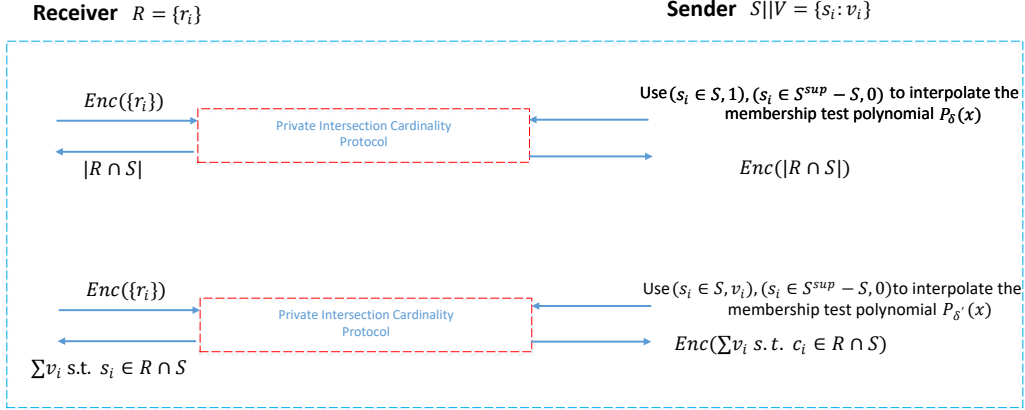 Receiver R = {r_i}
Sender S||V = {s_i: v_i}
Enc({r_i})
Use(s_i ∈ S, 1), (s_i ∈ S^{sup} − S, 0) to interpolate the
membership test polynomial P_δ(x)
Private Intersection Cardinality
Protocol
|R ∩ S|
Enc(|R ∩ S|)
Enc({r_i})
Use(s_i ∈ S, v_i), (s_i ∈ S^{sup} − S, 0)to interpolate the
membership test polynomial P_{δ′}(x)
Private Intersection Cardinality
Protocol
Enc(∑v_i s.t. c_i ∈ R ∩ S)
∑v_i s.t. s_i ∈ R ∩ S